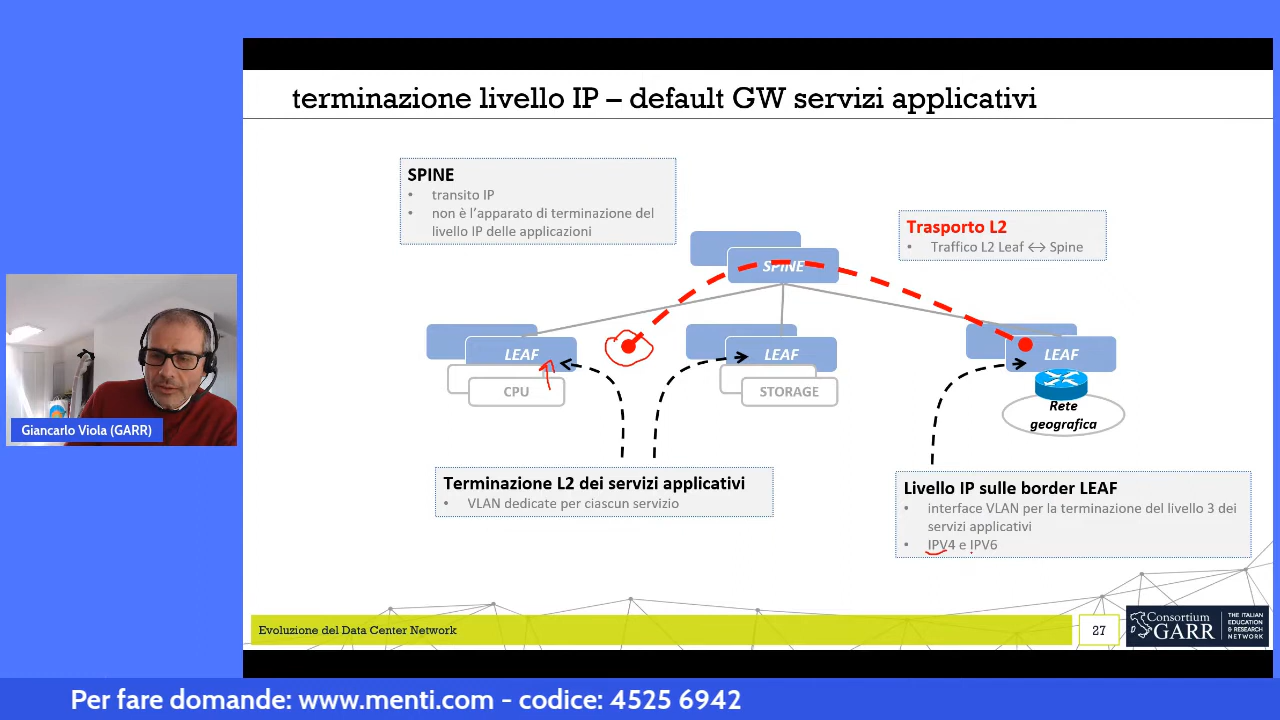 terminazione livello IP – default GW servizi applicativi
SPINE
• transito IP
• non è l'apparato di terminazione del
livello IP delle applicazioni
Trasporto L2
• Traffico L2 Leaf ↔ Spine
SPINE
LEAF
CPU
LEAF
STORAGE
LEAF
Rete
geografica
Giancarlo Viola (GARR)
Terminazione L2 dei servizi applicativi
• VLAN dedicate per ciascun servizio
Livello IP sulle border LEAF
• interface VLAN per la terminazione del livello 3 dei
servizi applicativi
• IPV4 e IPV6
Evoluzione del Data Center Network
27
Consortium
GARR
THE ITALIAN
EDUCATION
& RESEARCH
NETWORK
Per fare domande: www.menti.com - codice: 4525 6942